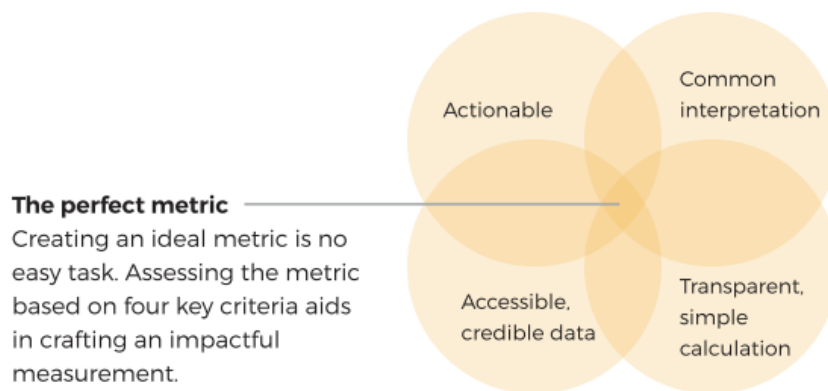 Actionable
Common
interpretation
The perfect metric
Creating an ideal metric is no
easy task. Assessing the metric
based on four key criteria aids
in crafting an impactful
measurement.
Accessible,
credible data
Transparent,
simple
calculation